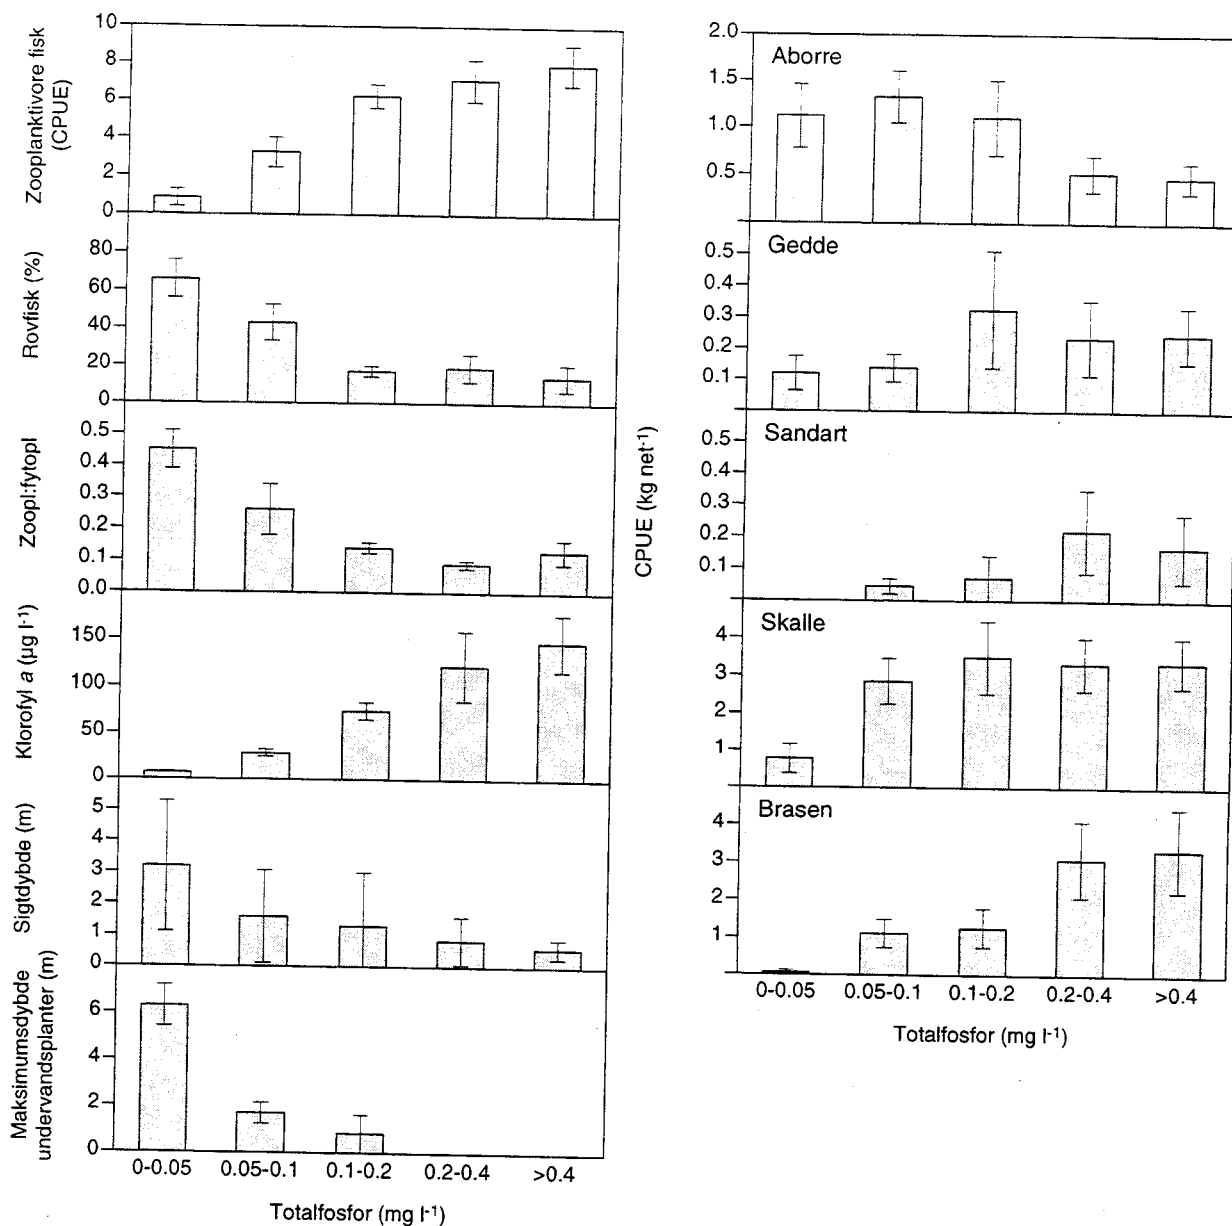 Zooplanktivore fisk
(CPUE)
10
8
6
4
2
0
Rovfisk (%)
80
60
40
20
0
Zoopl:fytopl
0.5
0.4
0.3
0.2
0.1
0.0
Klorofyl a (µg l-1)
150
100
50
0
Sigtdybde (m)
5
4
3
2
1
0
Maksimumsdybde
undervandsplanter (m)
6
4
2
0
0-0.05 0.05-0.1 0.1-0.2 0.2-0.4 >0.4
Totalfosfor (mg l-1)
CPUE (kg net-1)
Aborre
2.0
1.5
1.0
0.5
Gedde
0.5
0.4
0.3
0.2
0.1
Sandart
0.5
0.4
0.3
0.2
0.1
Skalle
4
3
2
1
Brasen
4
3
2
1
0-0.05 0.05-0.1 0.1-0.2 0.2-0.4 >0.4
Totalfosfor (mg l-1)